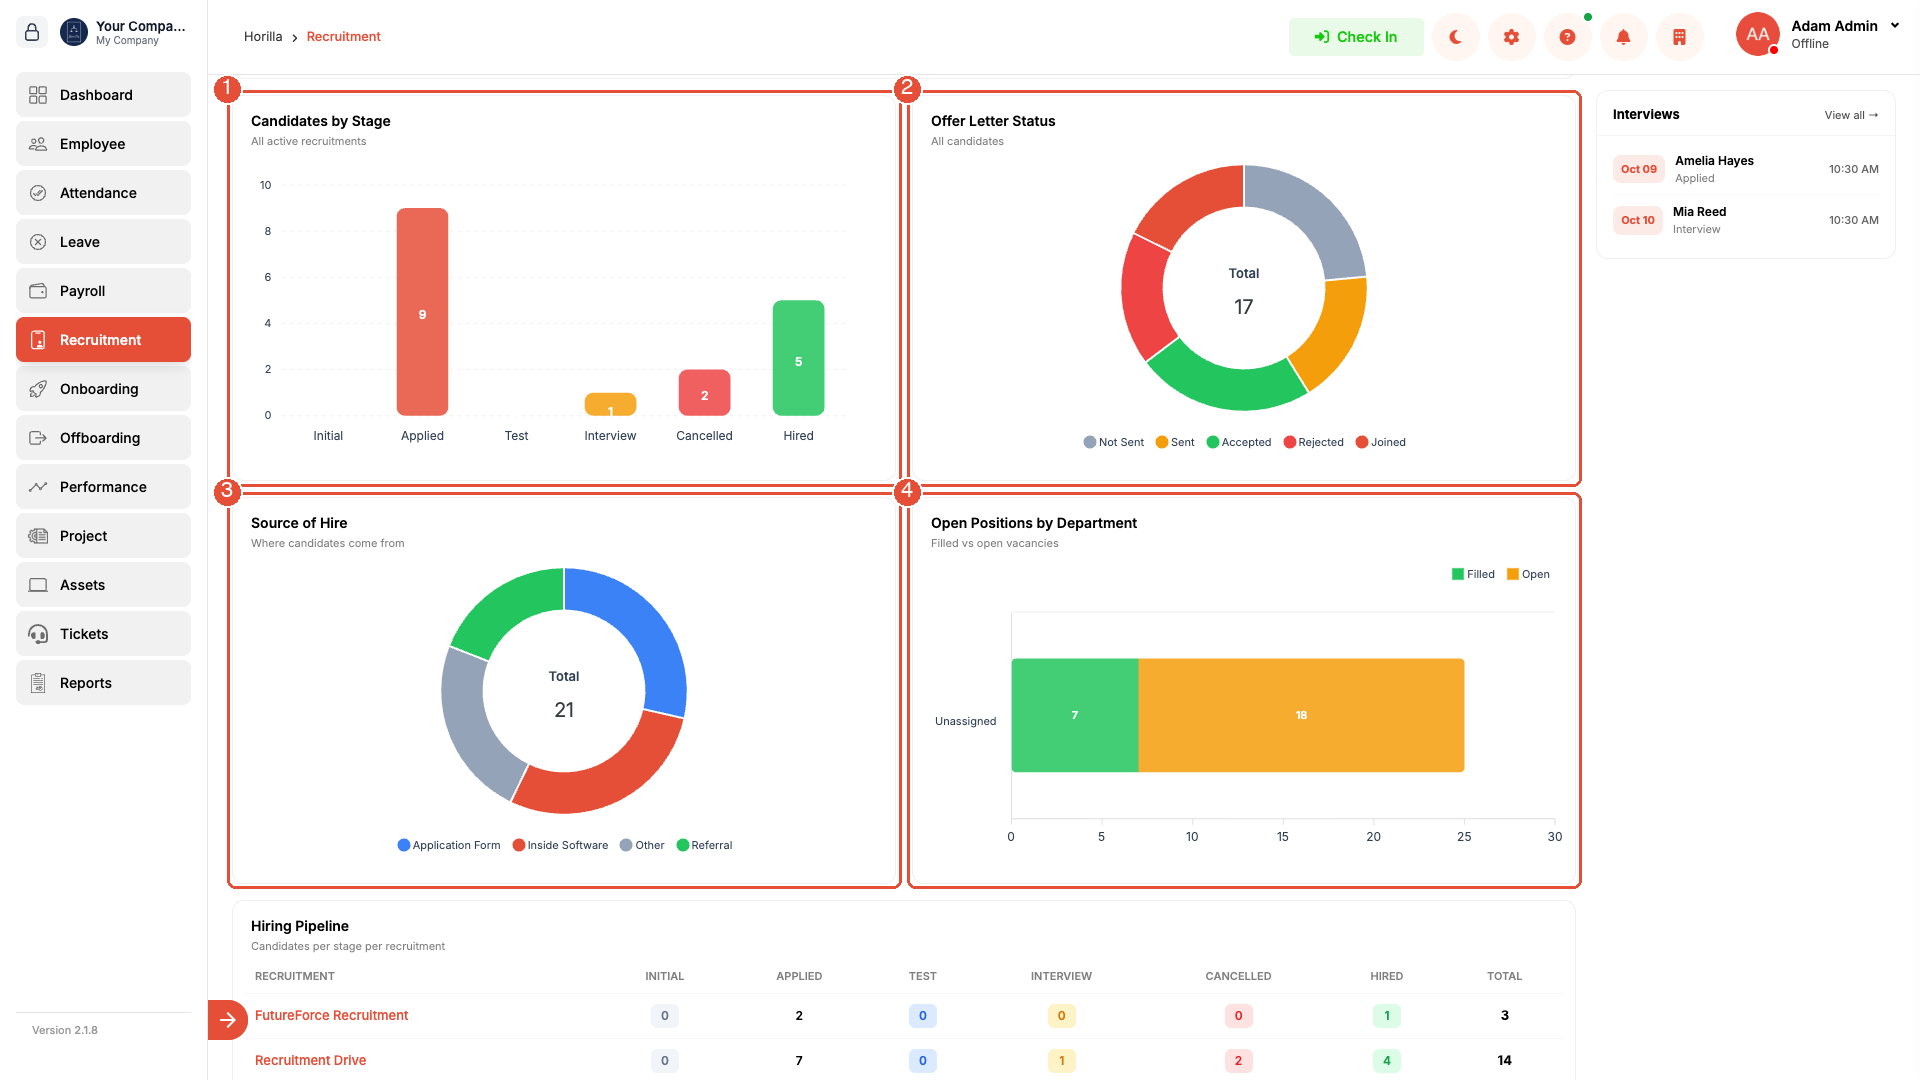 Your Compa...
My Company
Dashboard
Employee
Attendance
Leave
Payroll
Recruitment
Onboarding
Offboarding
Performance
Project
Assets
Tickets
Reports
Version 2.1.8
Horilla > Recruitment
Check In
AA
Adam Admin
Offline
1
Candidates by Stage
All active recruitments
10
8
6
4
2
0
9
1
2
5
Initial Applied Test Interview Cancelled Hired
2
Offer Letter Status
All candidates
Total
17
Not Sent Sent Accepted Rejected Joined
3
Source of Hire
Where candidates come from
Total
21
Application Form Inside Software Other Referral
4
Open Positions by Department
Filled vs open vacancies
Filled Open
Unassigned
7 18
0 5 10 15 20 25 30
Interviews View all →
Oct 09 Amelia Hayes 10:30 AM
Applied
Oct 10 Mia Reed 10:30 AM
Interview
Hiring Pipeline
Candidates per stage per recruitment
RECRUITMENT INITIAL APPLIED TEST INTERVIEW CANCELLED HIRED TOTAL
FutureForce Recruitment 0 2 0 0 0 1 3
Recruitment Drive 0 7 0 1 2 4 14